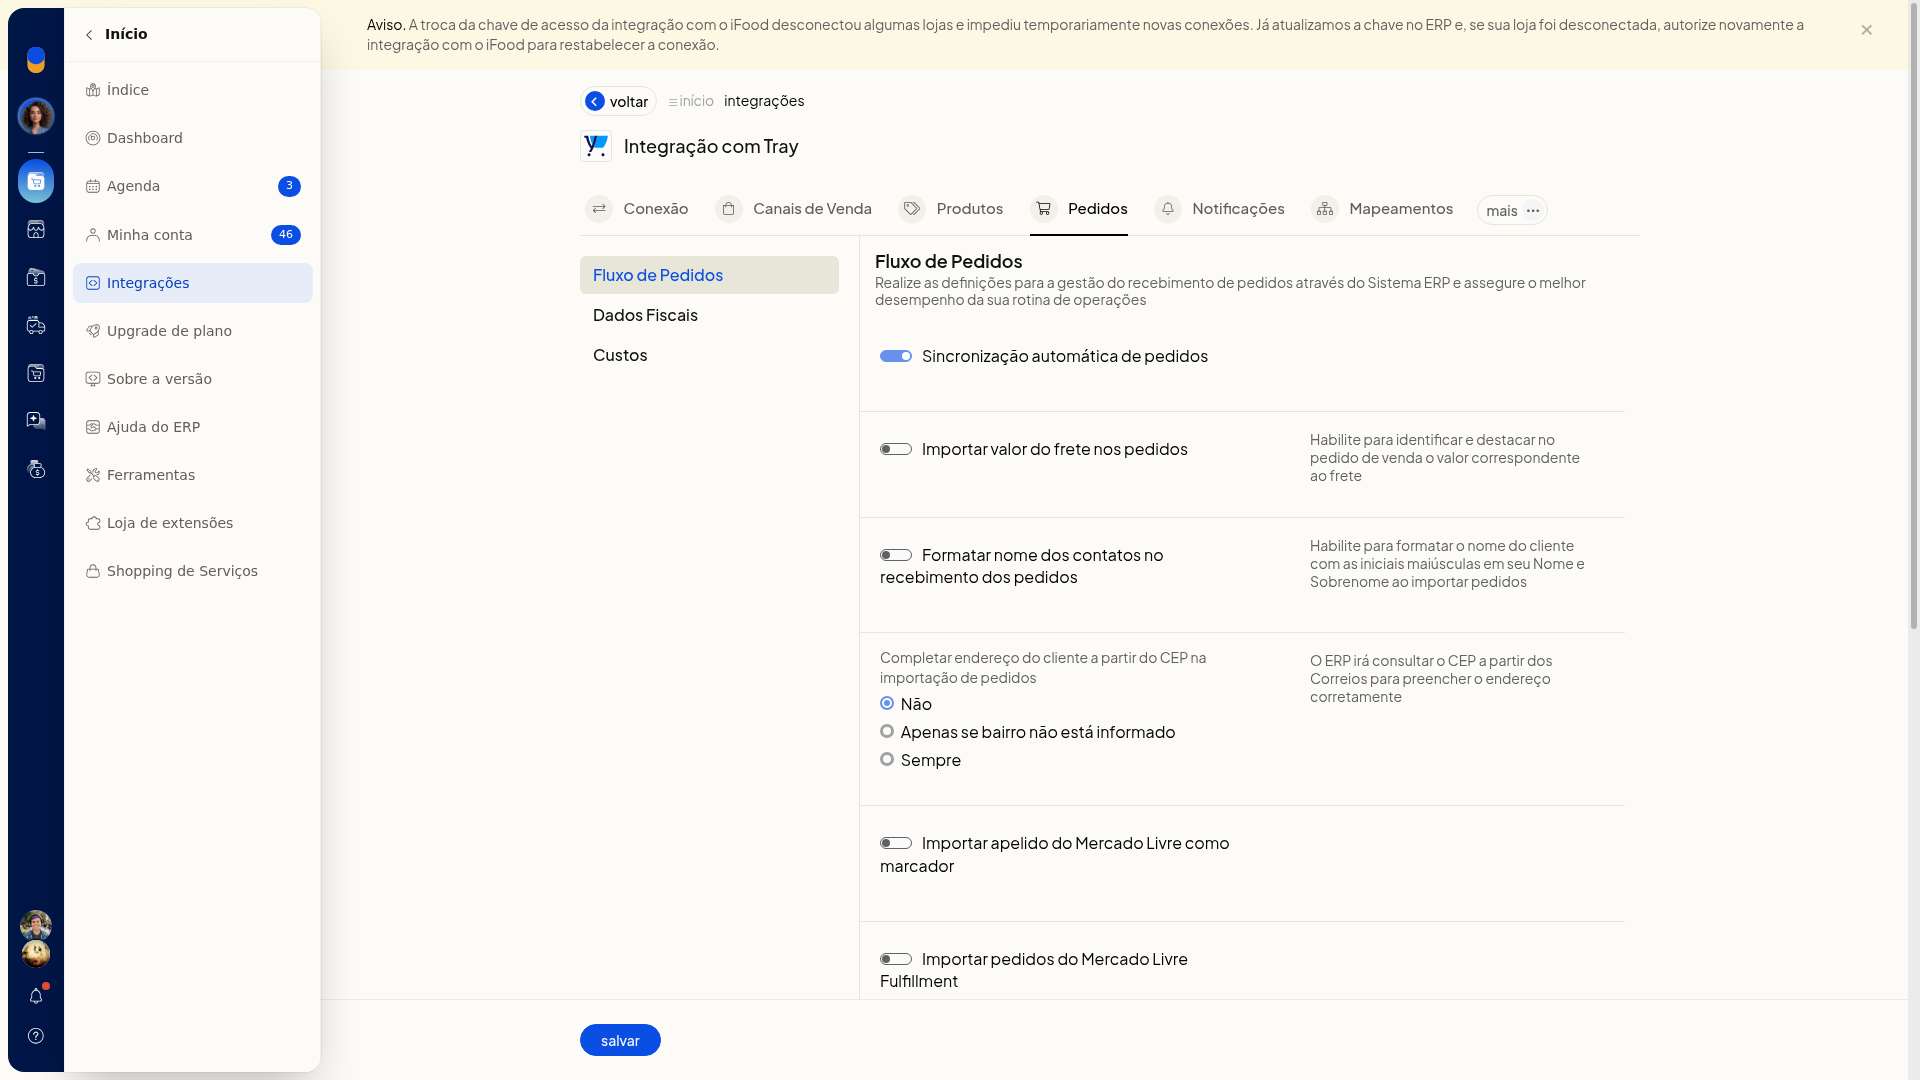 Início
Índice
Dashboard
Agenda
3
Minha conta
46
Integrações
Upgrade de plano
Sobre a versão
Ajuda do ERP
Ferramentas
Loja de extensões
Shopping de Serviços
Aviso. A troca da chave de acesso da integração com o iFood desconectou algumas lojas e impediu temporariamente novas conexões. Já atualizamos a chave no ERP e, se sua loja foi desconectada, autorize novamente a
integração com o iFood para restabelecer a conexão.
voltar
início
integrações
Integração com Tray
Conexão
Canais de Venda
Produtos
Pedidos
Notificações
Mapeamentos
mais
Fluxo de Pedidos
Dados Fiscais
Custos
Fluxo de Pedidos
Realize as definições para a gestão do recebimento de pedidos através do Sistema ERP e assegure o melhor
desempenho da sua rotina de operações
Sincronização automática de pedidos
Importar valor do frete nos pedidos
Habilite para identificar e destacar no
pedido de venda o valor correspondente
ao frete
Formatar nome dos contatos no
recebimento dos pedidos
Habilite para formatar o nome do cliente
com as iniciais maiúsculas em seu Nome e
Sobrenome ao importar pedidos
Completar endereço do cliente a partir do CEP na
importação de pedidos
Não
Apenas se bairro não está informado
Sempre
O ERP irá consultar o CEP a partir dos
Correios para preencher o endereço
corretamente
Importar apelido do Mercado Livre como
marcador
Importar pedidos do Mercado Livre
Fulfillment
salvar